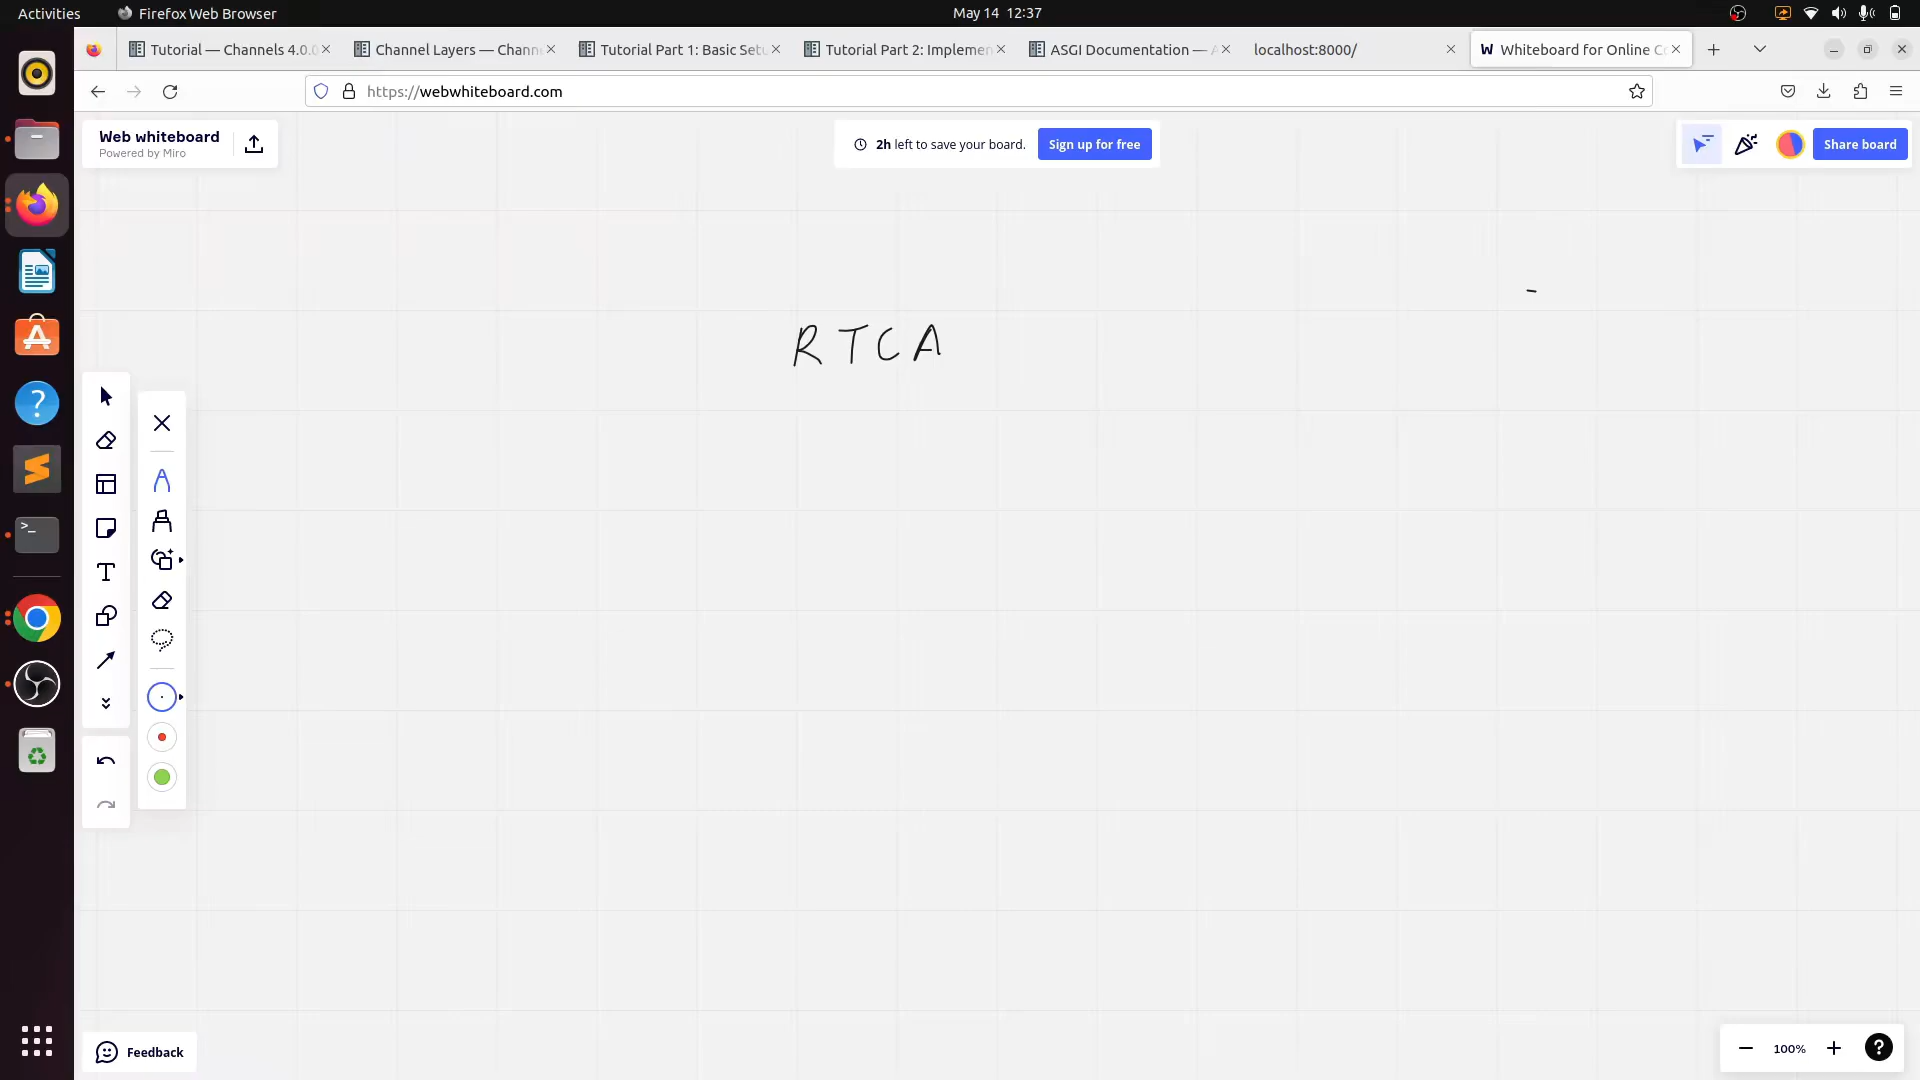 Activities
Firefox Web Browser
May 14 12:37
Tutorial — Channels 4.0.0
Channel Layers — Chann
Tutorial Part 1: Basic Setu
Tutorial Part 2: Implemen
ASGI Documentation — A
localhost:8000/
W Whiteboard for Online Co
https://webwhiteboard.com
Web whiteboard
Powered by Miro
2h left to save your board.
Sign up for free
Share board
RTCA
Feedback
100%